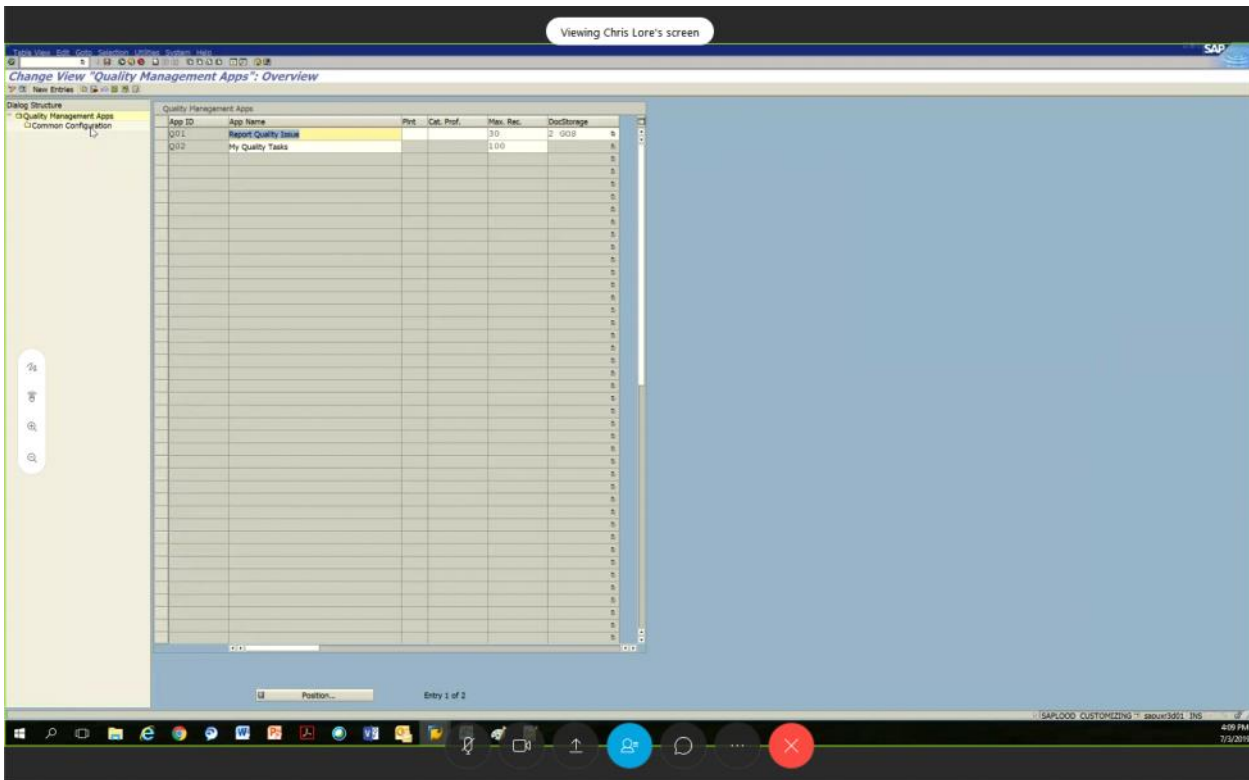 Viewing Chris Lore's screen
Table View Edit Goto Selection Utilities System Help
SAP
Change View "Quality Management Apps": Overview
New Entries
Dialog Structure
Quality Management Apps
Common Configuration
Quality Management Apps
App ID App Name Plnt Cat. Prof. Max. Rec. DocStorage
Q01 Report Quality Issue 30 2 GOS
Q02 My Quality Tasks 100
Position... Entry 1 of 2
SAPLOOD_CUSTOMIZING saouxr3d01 INS
4:09 PM
7/3/2019